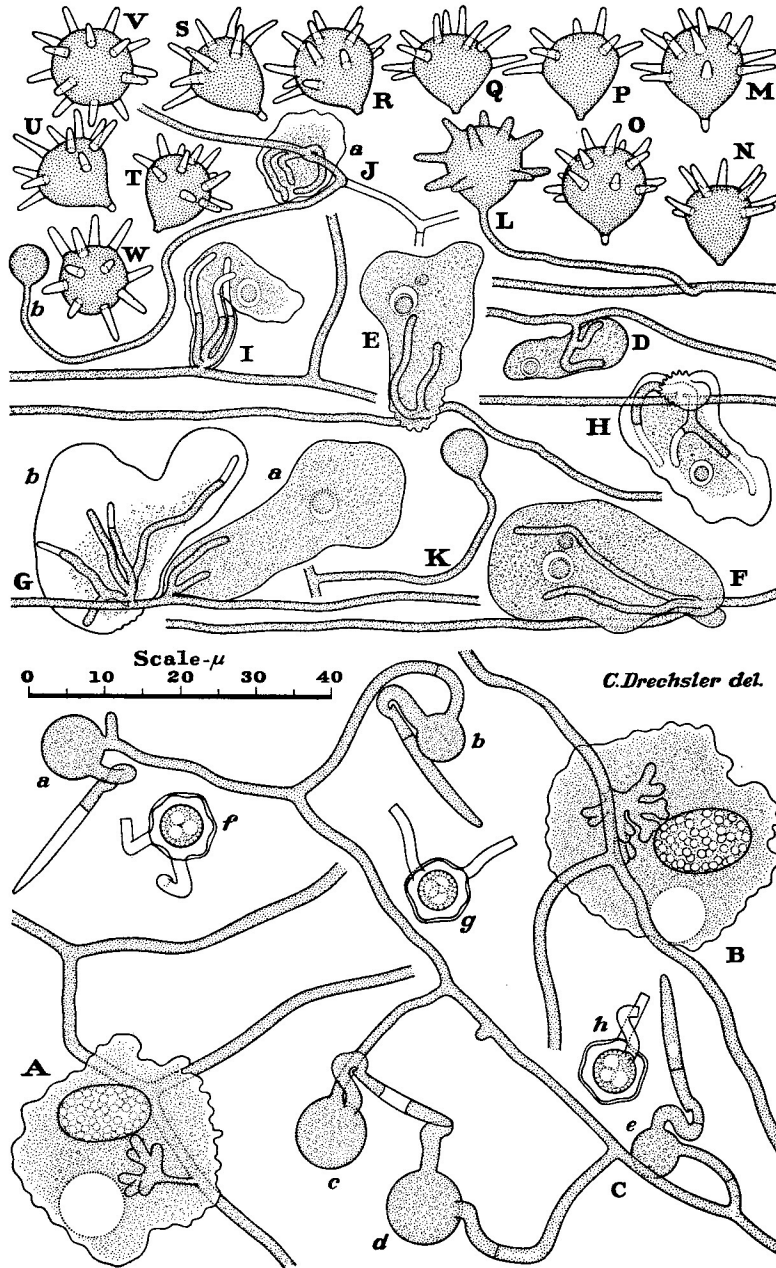 V S R Q P M
U T a J L O N
W b I E D H
b a G K F
Scale-μ
0 10 20 30 40
C.Drechsler del.
a b f g B
A h e c d C